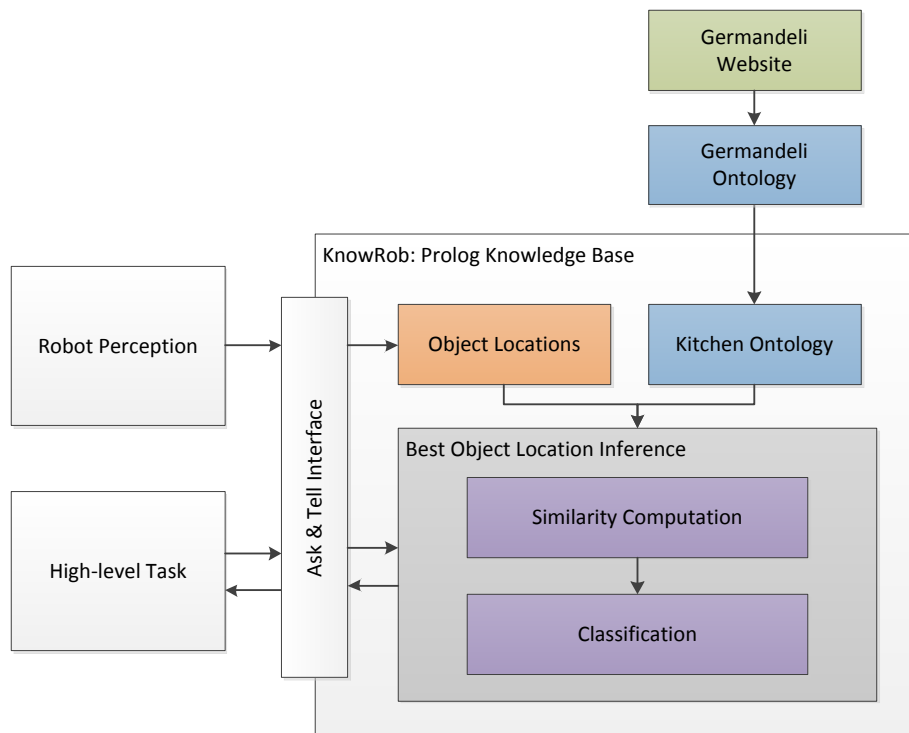 Germandeli
Website
Germandeli
Ontology
KnowRob: Prolog Knowledge Base
Robot Perception
Ask & Tell Interface
Object Locations
Kitchen Ontology
Best Object Location Inference
Similarity Computation
High-level Task
Classification